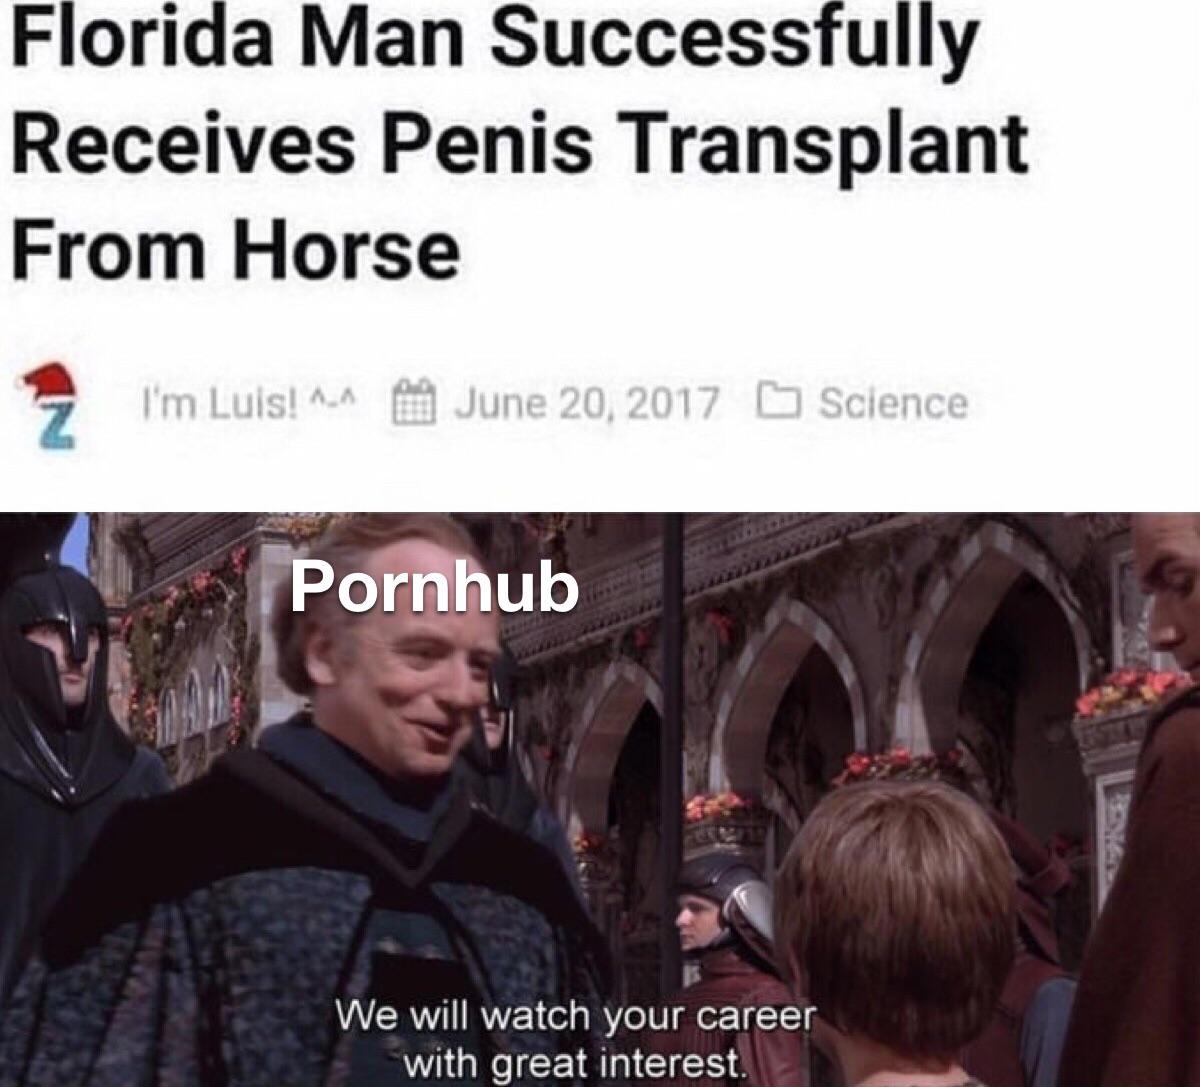 Florida Man Successfully
Receives Penis Transplant
From Horse
Z I'm Luis! ^-^ June 20, 2017 Science
Pornhub
We will watch your career
with great interest.